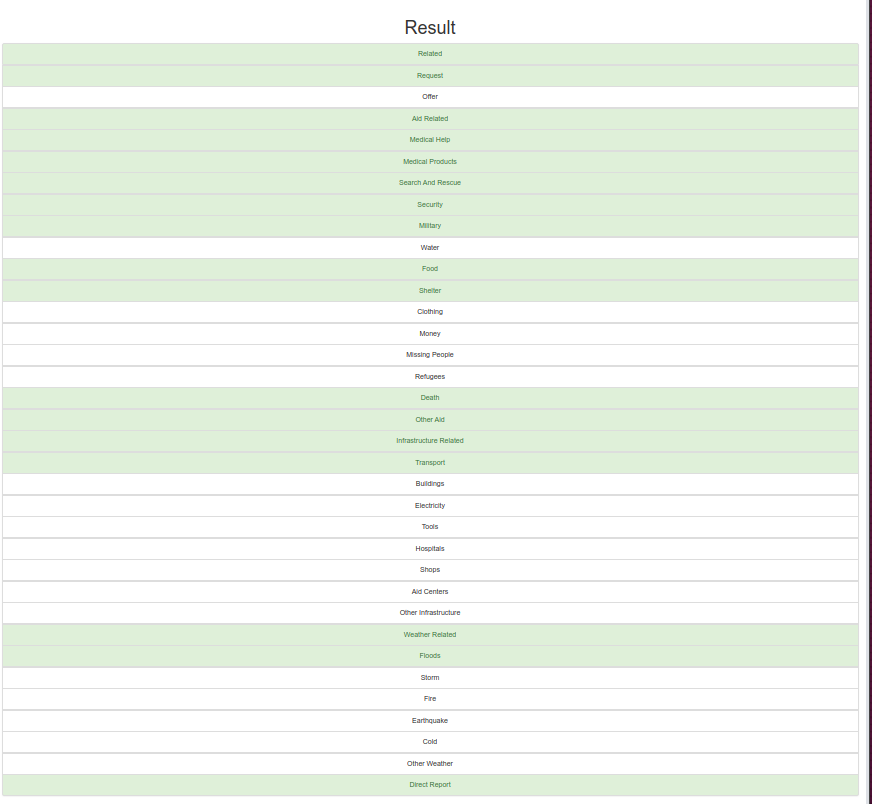 Result
Related
Request
Offer
Aid Related
Medical Help
Medical Products
Search And Rescue
Security
Military
Water
Food
Shelter
Clothing
Money
Missing People
Refugees
Death
Other Aid
Infrastructure Related
Transport
Buildings
Electricity
Tools
Hospitals
Shops
Aid Centers
Other Infrastructure
Weather Related
Floods
Storm
Fire
Earthquake
Cold
Other Weather
Direct Report